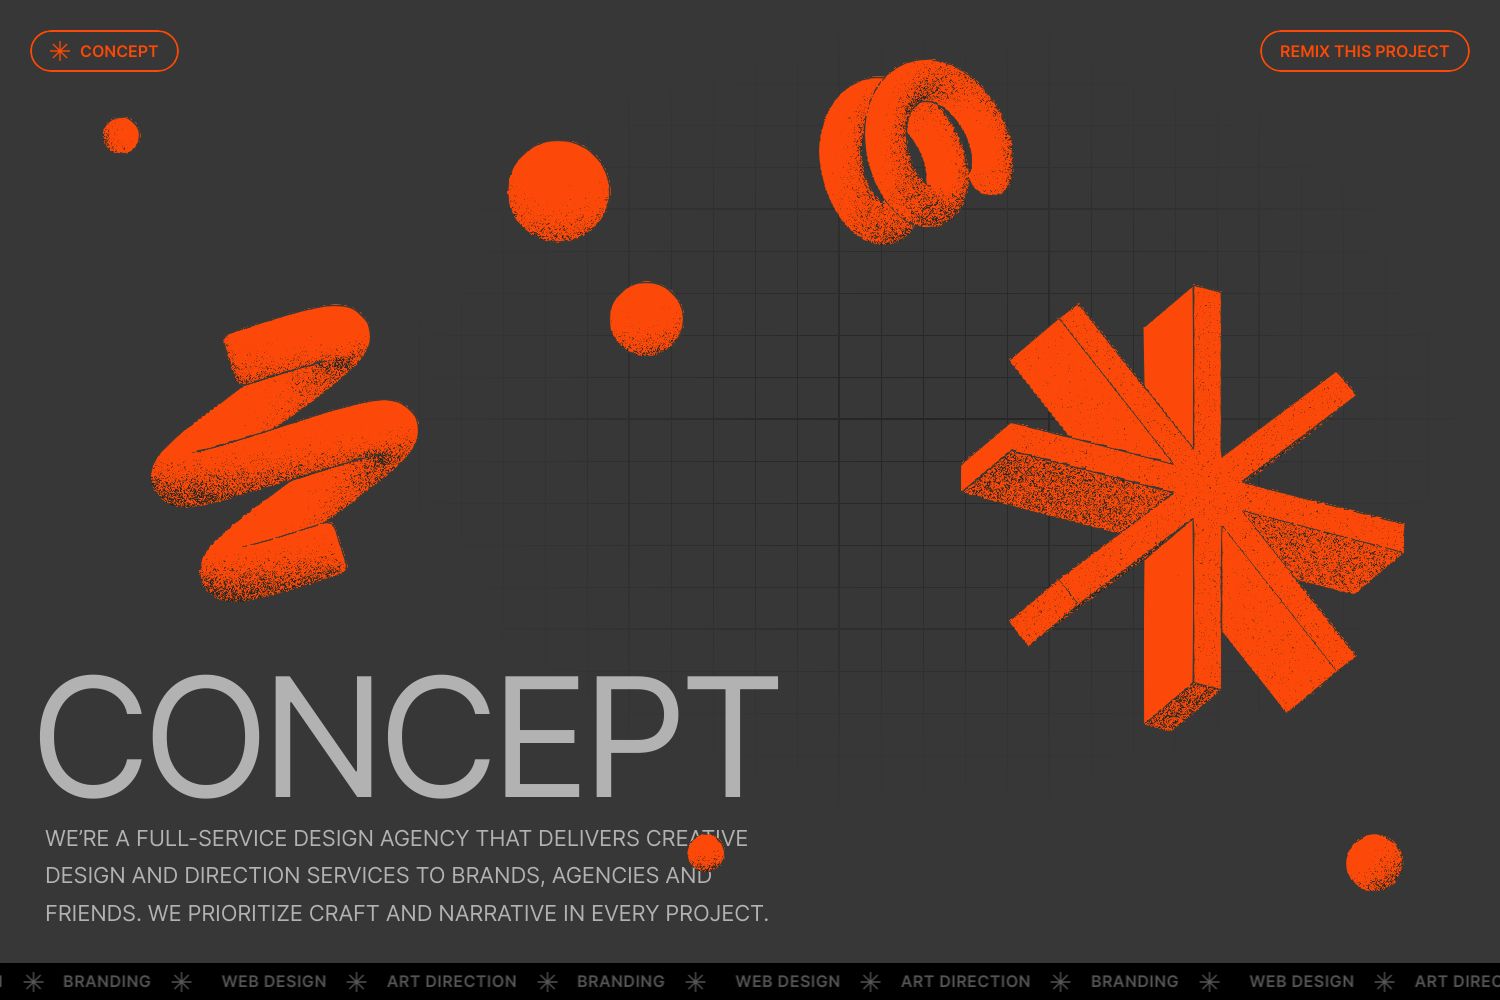 CONCEPT
REMIX THIS PROJECT
CONCEPT
WE’RE A FULL-SERVICE DESIGN AGENCY THAT DELIVERS CREATIVE
DESIGN AND DIRECTION SERVICES TO BRANDS, AGENCIES AND
FRIENDS. WE PRIORITIZE CRAFT AND NARRATIVE IN EVERY PROJECT.
BRANDING WEB DESIGN ART DIRECTION BRANDING WEB DESIGN ART DIRECTION BRANDING WEB DESIGN ART